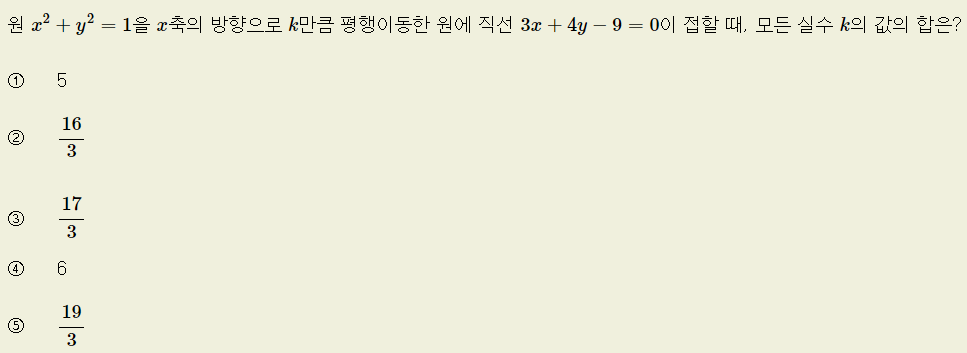 원 $x^2 + y^2 = 1$을 $x$축의 방향으로 $k$만큼 평행이동한 원에 직선 $3x + 4y - 9 = 0$이 접할 때, 모든 실수 $k$의 값의 합은?
① 5
② $\frac{16}{3}$
③ $\frac{17}{3}$
④ 6
⑤ $\frac{19}{3}$